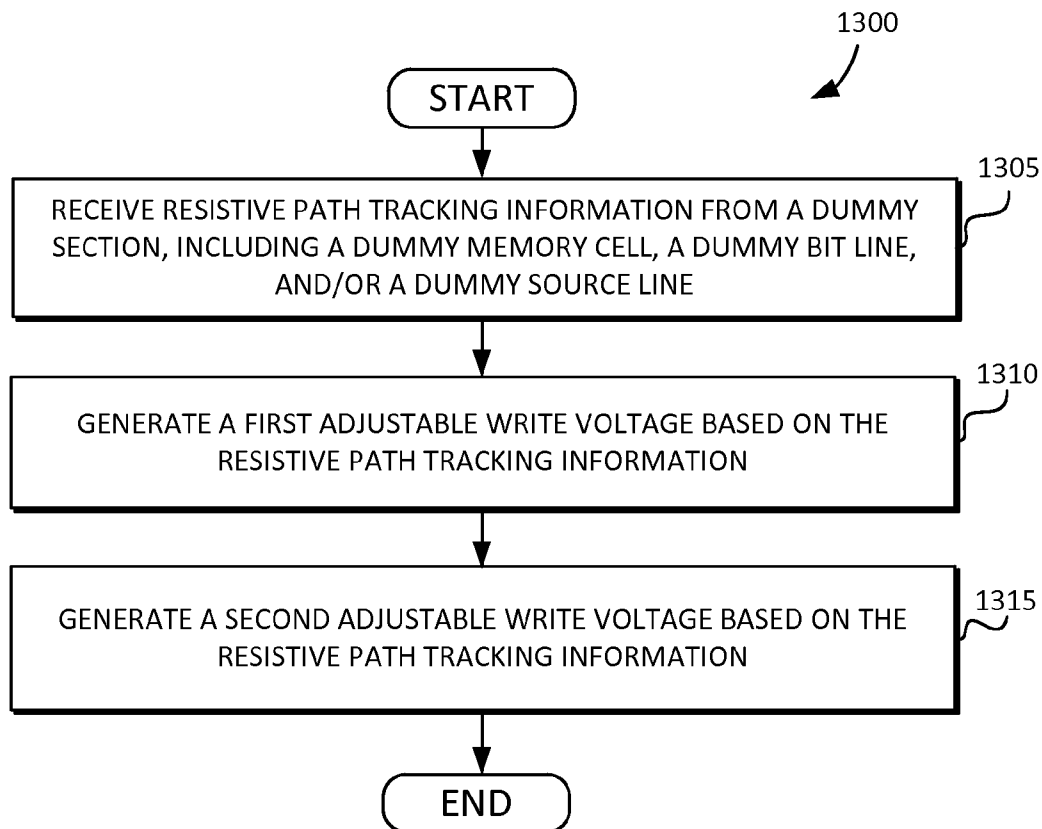 1300
START
1305
RECEIVE RESISTIVE PATH TRACKING INFORMATION FROM A DUMMY
SECTION, INCLUDING A DUMMY MEMORY CELL, A DUMMY BIT LINE,
AND/OR A DUMMY SOURCE LINE
1310
GENERATE A FIRST ADJUSTABLE WRITE VOLTAGE BASED ON THE
RESISTIVE PATH TRACKING INFORMATION
1315
GENERATE A SECOND ADJUSTABLE WRITE VOLTAGE BASED ON THE
RESISTIVE PATH TRACKING INFORMATION
END